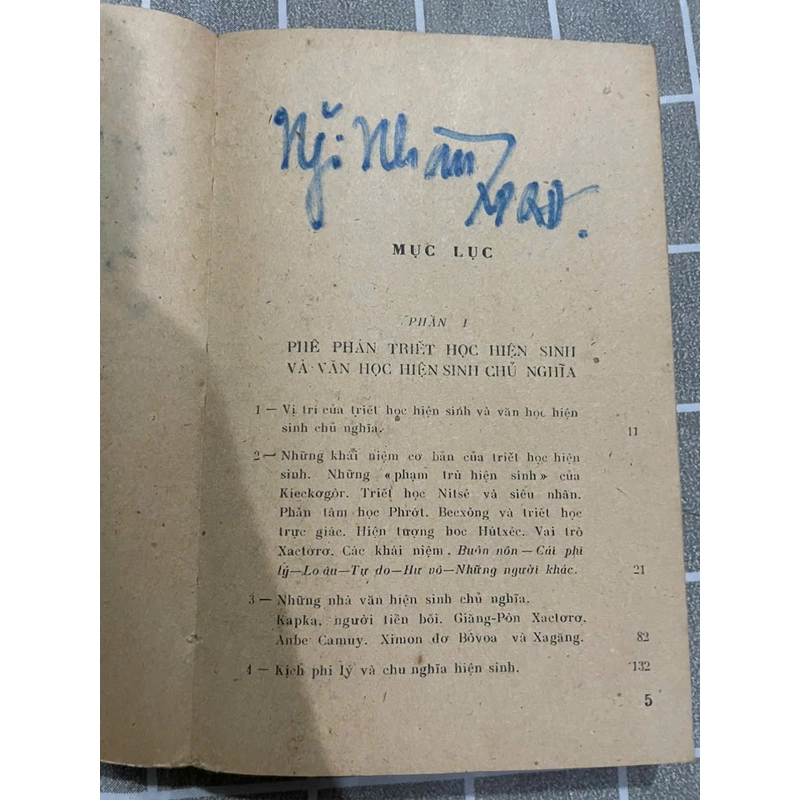 MỤC LỤC
PHẦN I
PHÊ PHÁN TRIẾT HỌC HIỆN SINH
VÀ VĂN HỌC HIỆN SINH CHỦ NGHĨA
1 — Vị trí của triết học hiện sinh và văn học hiện
sinh chủ nghĩa. 11
2 — Những khái niệm cơ bản của triết học hiện
sinh. Những «phạm trù hiện sinh» của
Kieckơgôr. Triết học Nitsê và siêu nhân.
Phân tâm học Phrớt. Becxông và triết học
trực giác. Hiện tượng học Hútxéc. Vai trò
Xactơrơ. Các khái niệm. Buồn nôn—Cái phi
lý—Lo âu—Tự do—Hư vô—Những người khác. 21
3 — Những nhà văn hiện sinh chủ nghĩa.
Kapka, người tiền bối. Giăng-Pôn Xactơrơ.
Anbe Camuy. Ximon đơ Bôvoa và Xagăng. 82
4 — Kịch phi lý và chủ nghĩa hiện sinh. 132
5